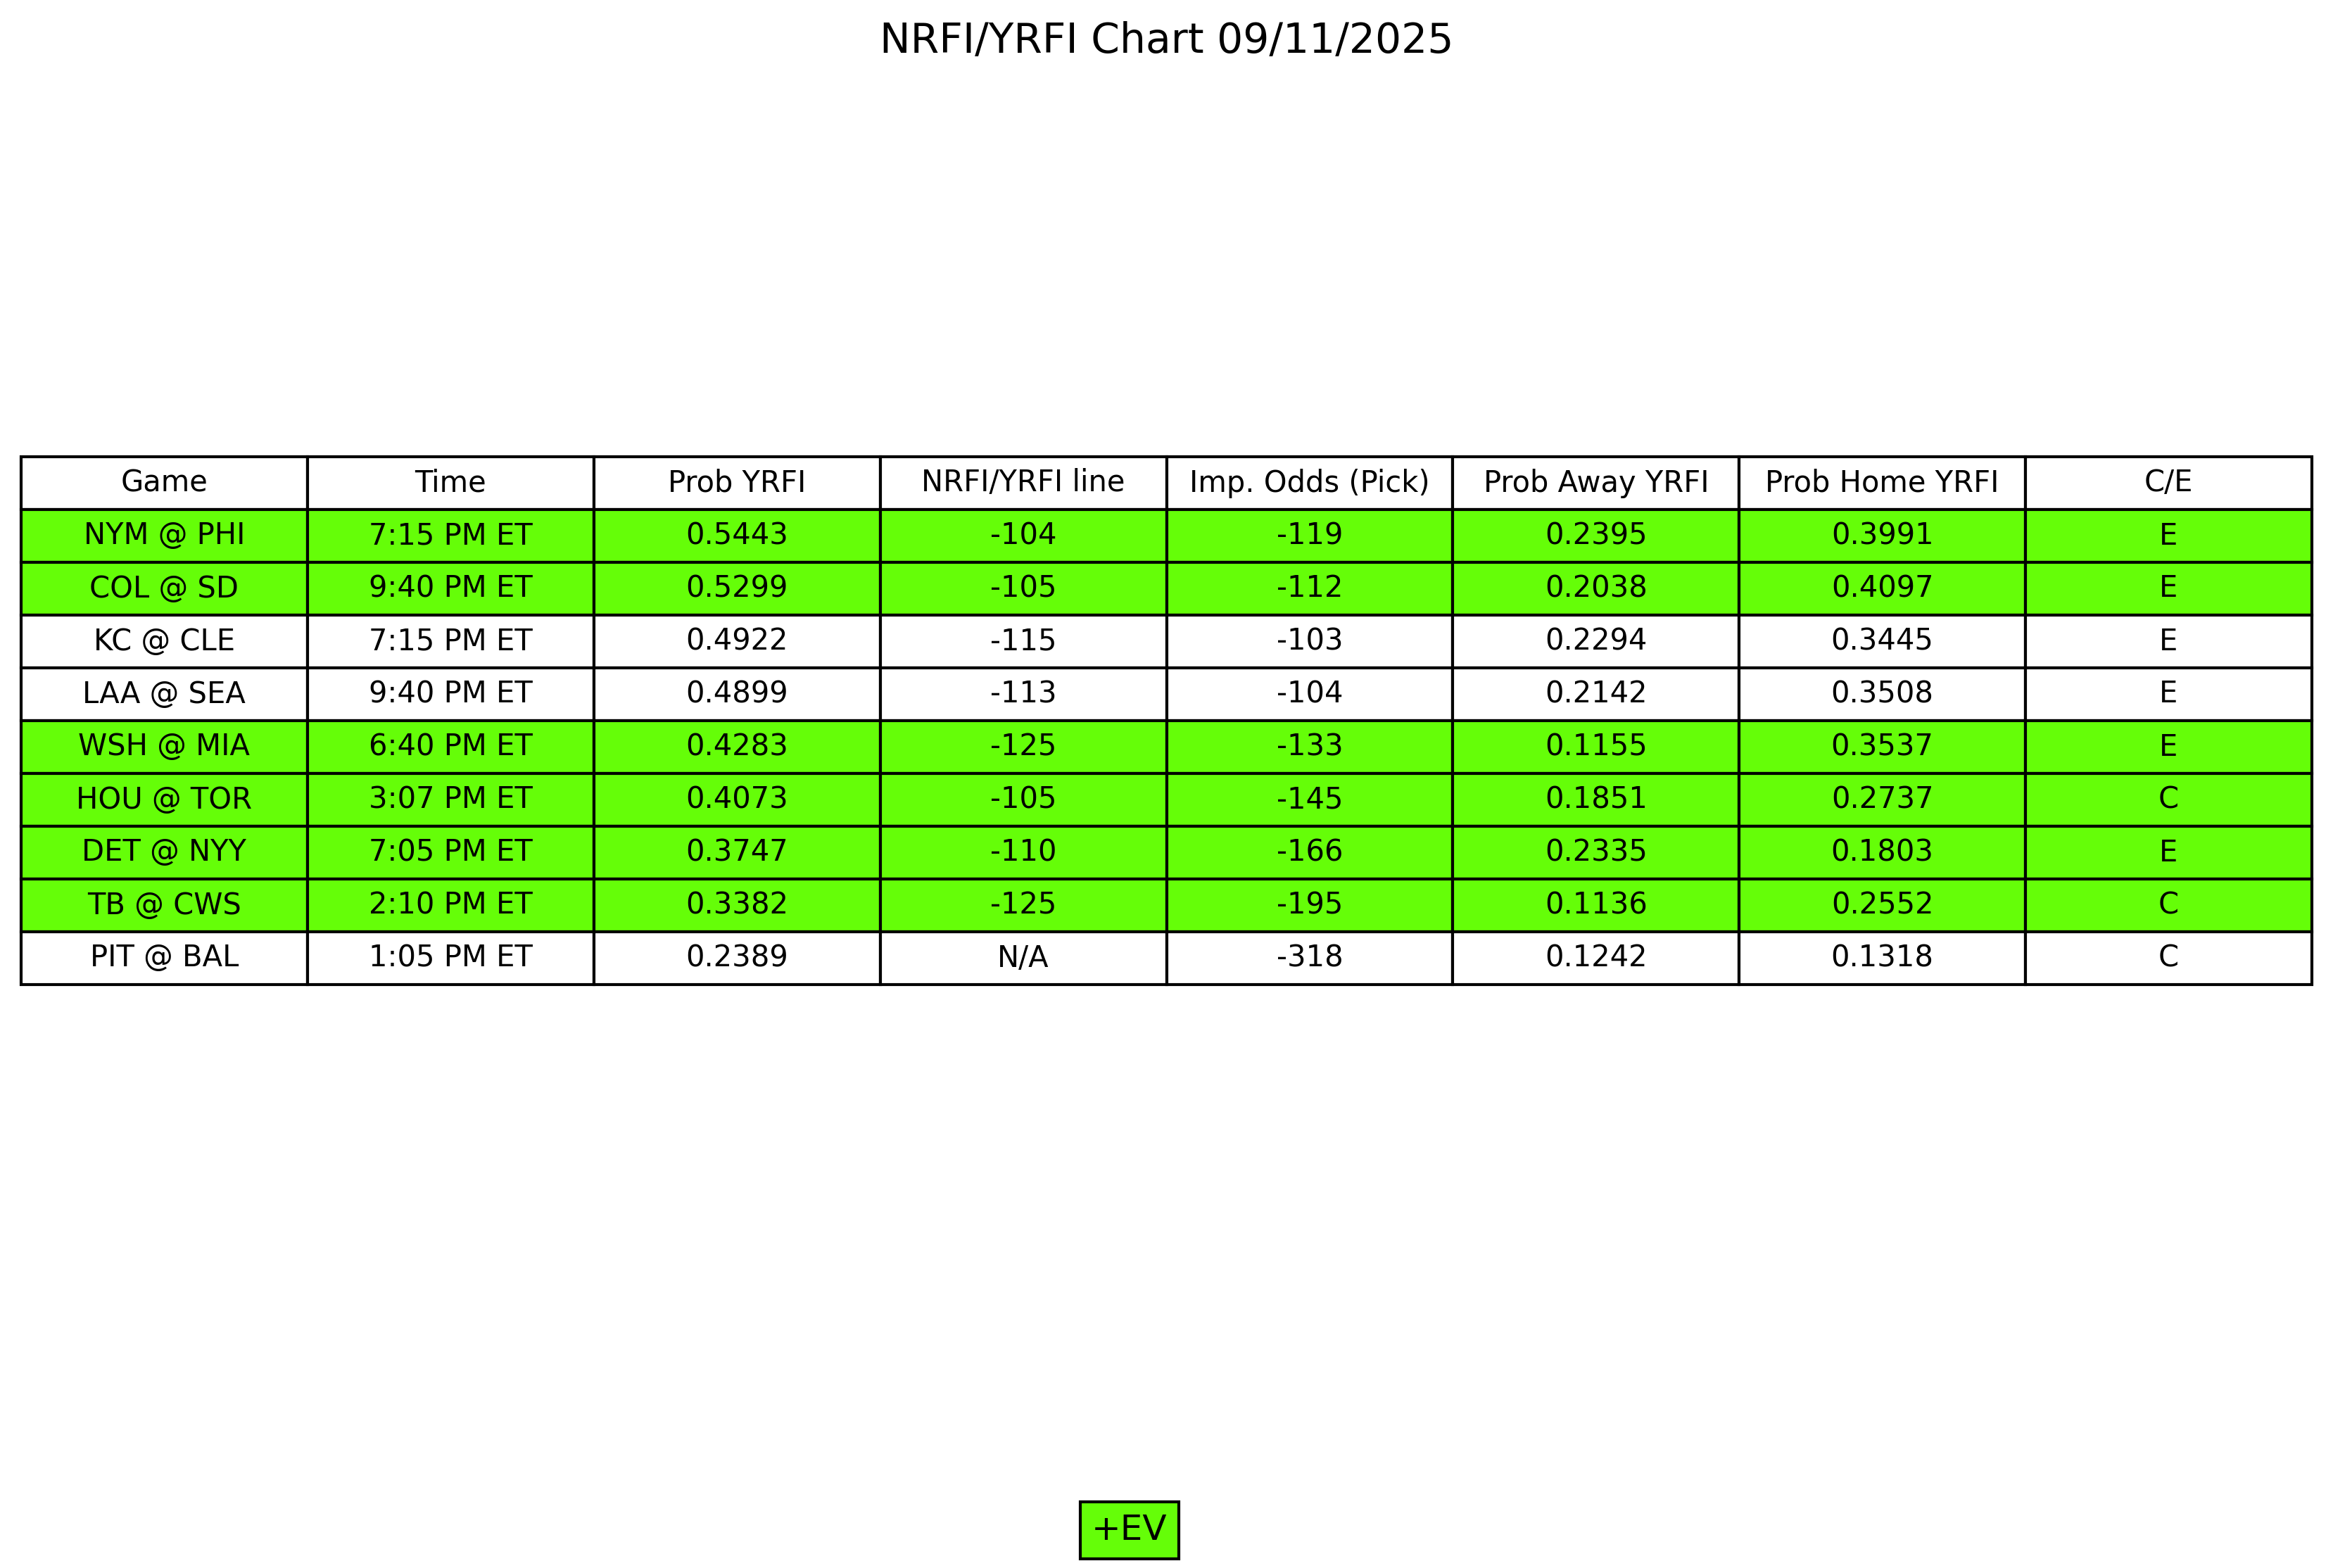 NRFI/YRFI Chart 09/11/2025
Game Time Prob YRFI NRFI/YRFI line Imp. Odds (Pick) Prob Away YRFI Prob Home YRFI C/E
NYM @ PHI 7:15 PM ET 0.5443 -104 -119 0.2395 0.3991 E
COL @ SD 9:40 PM ET 0.5299 -105 -112 0.2038 0.4097 E
KC @ CLE 7:15 PM ET 0.4922 -115 -103 0.2294 0.3445 E
LAA @ SEA 9:40 PM ET 0.4899 -113 -104 0.2142 0.3508 E
WSH @ MIA 6:40 PM ET 0.4283 -125 -133 0.1155 0.3537 E
HOU @ TOR 3:07 PM ET 0.4073 -105 -145 0.1851 0.2737 C
DET @ NYY 7:05 PM ET 0.3747 -110 -166 0.2335 0.1803 E
TB @ CWS 2:10 PM ET 0.3382 -125 -195 0.1136 0.2552 C
PIT @ BAL 1:05 PM ET 0.2389 N/A -318 0.1242 0.1318 C
+EV